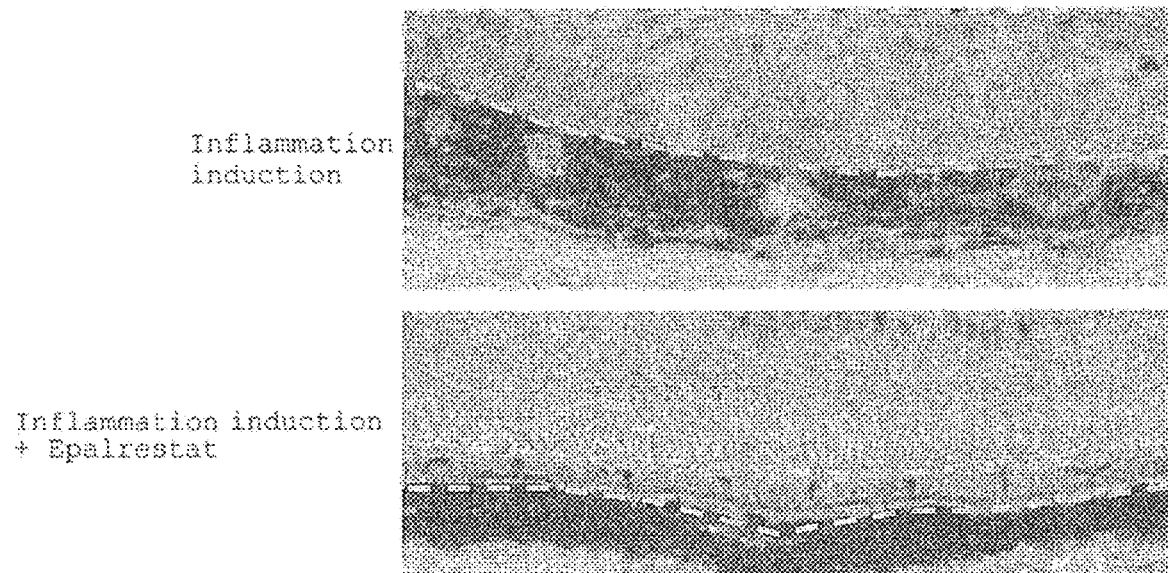 Inflammation
induction
Inflammation induction
+ Epalrestat